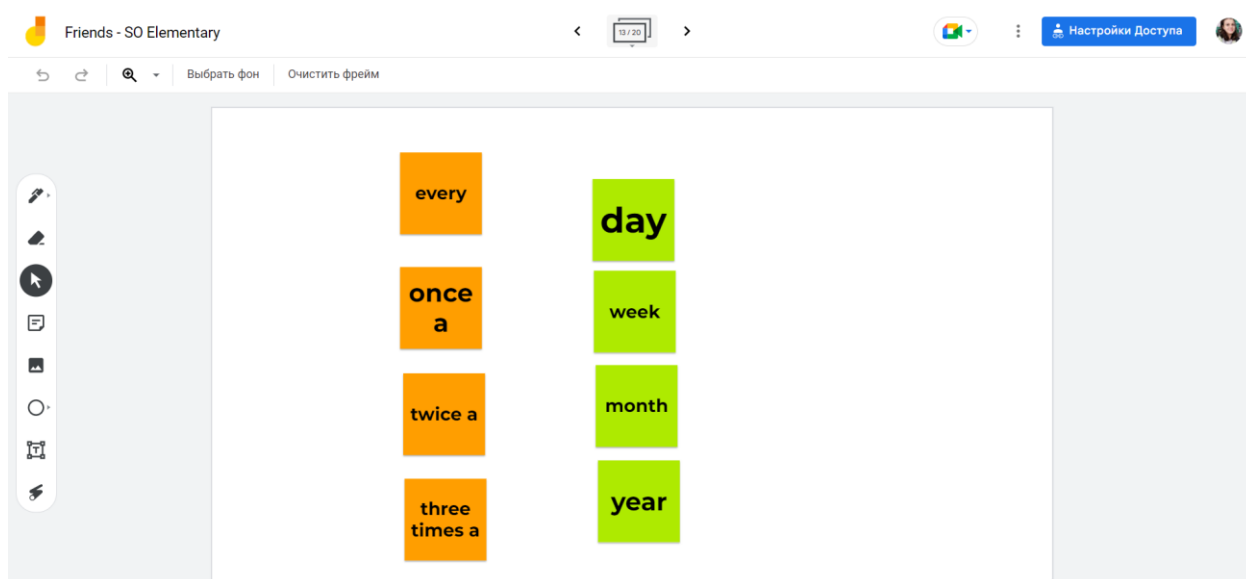 Friends - SO Elementary
13 / 20
Настройки Доступа
Выбрать фон
Очистить фрейм
every
once
a
twice a
three
times a
day
week
month
year